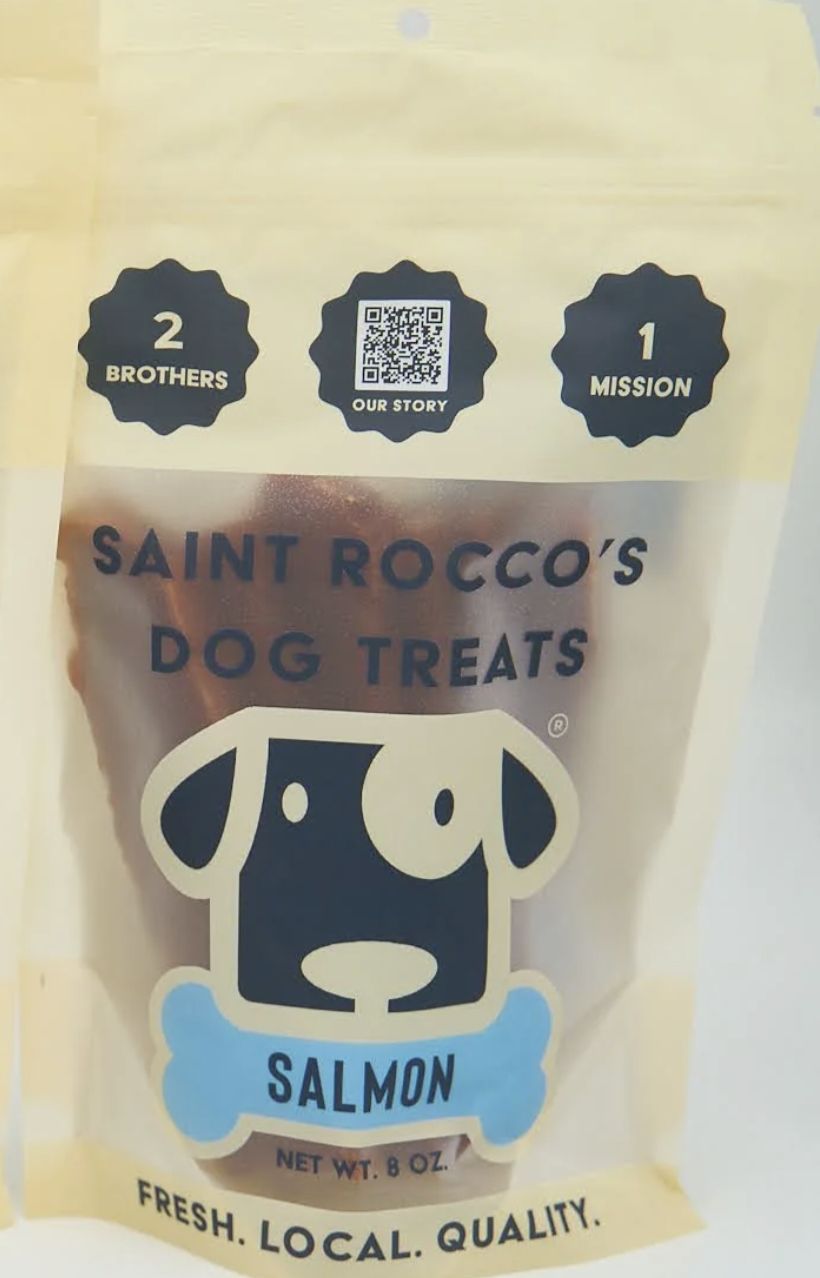 2
BROTHERS
OUR STORY
1
MISSION
SAINT ROCCO'S
DOG TREATS
®
SALMON
NET WT. 8 OZ.
FRESH. LOCAL. QUALITY.